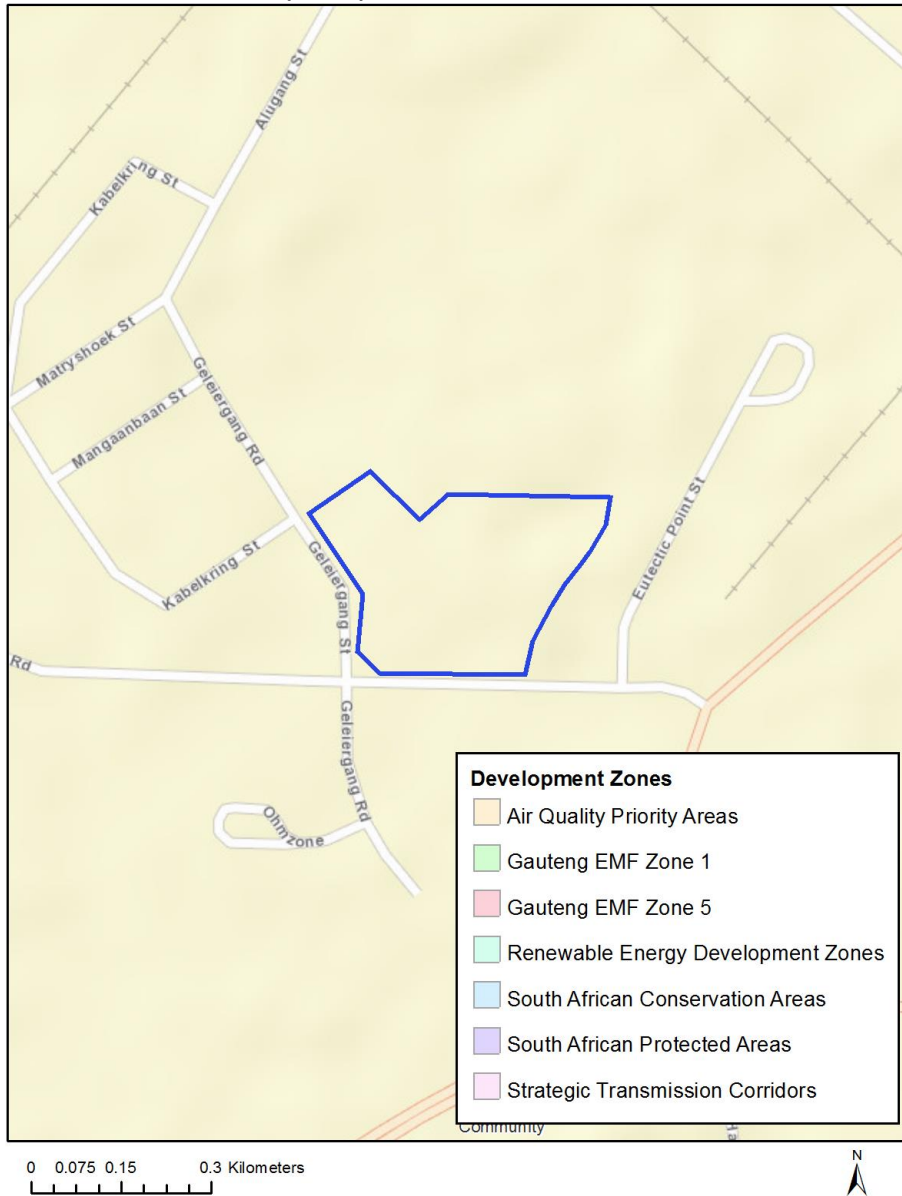 Alugang St
Kabelkring St
Matryshoek St
Mangaanbaan St
Geleiergang Rd
Kabelkring St
Geleiergang St
Eutectic Point St
Rd
Geleiergang Rd
Ohmzone
Development Zones
Air Quality Priority Areas
Gauteng EMF Zone 1
Gauteng EMF Zone 5
Renewable Energy Development Zones
South African Conservation Areas
South African Protected Areas
Strategic Transmission Corridors
Community
Ha
0 0.075 0.15 0.3 Kilometers
N